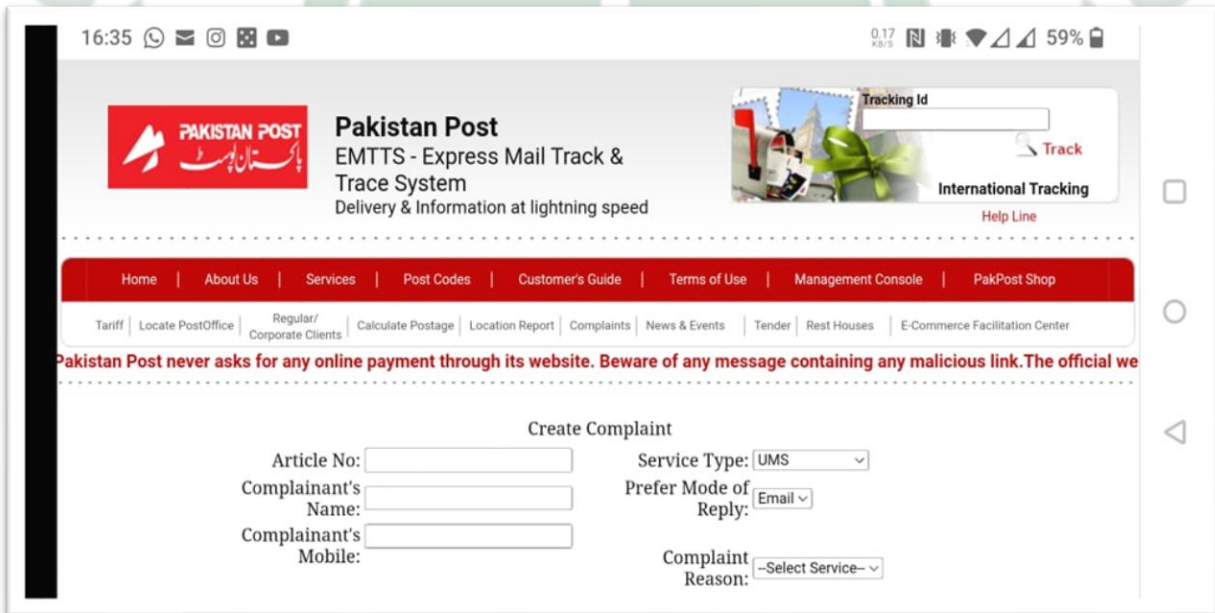 16:35
0.17
KB/S
59%
PAKISTAN POST
پاکستان پوسٹ
Pakistan Post
EMTTS - Express Mail Track &
Trace System
Delivery & Information at lightning speed
Tracking Id
Track
International Tracking
Help Line
Home | About Us | Services | Post Codes | Customer's Guide | Terms of Use | Management Console | PakPost Shop
Tariff | Locate PostOffice | Regular/ Corporate Clients | Calculate Postage | Location Report | Complaints | News & Events | Tender | Rest Houses | E-Commerce Facilitation Center
Pakistan Post never asks for any online payment through its website. Beware of any message containing any malicious link.The official we
Create Complaint
Article No:
Service Type: UMS
Complainant's
Name:
Prefer Mode of
Reply: Email
Complainant's
Mobile:
Complaint
Reason: --Select Service--